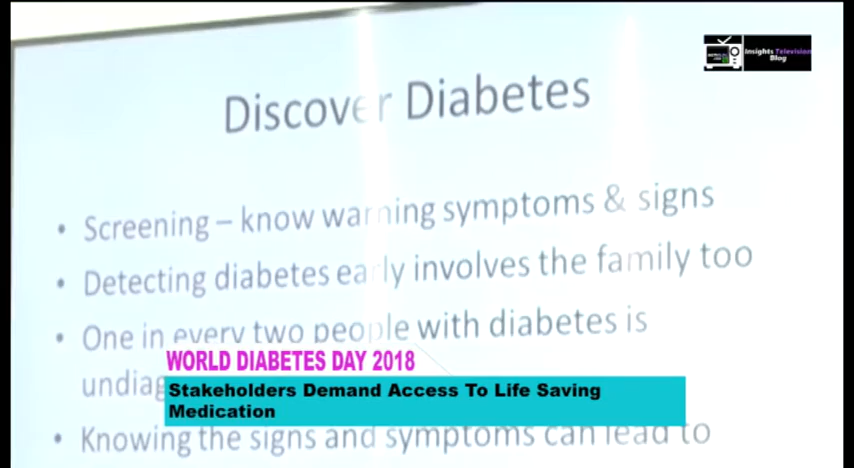 Insights Television
Blog
Discover Diabetes
• Screening – know warning symptoms & signs
• Detecting diabetes early involves the family too
• One in every two people with diabetes is
WORLD DIABETES DAY 2018
Stakeholders Demand Access To Life Saving
Medication
• Knowing the signs and symptoms can lead to